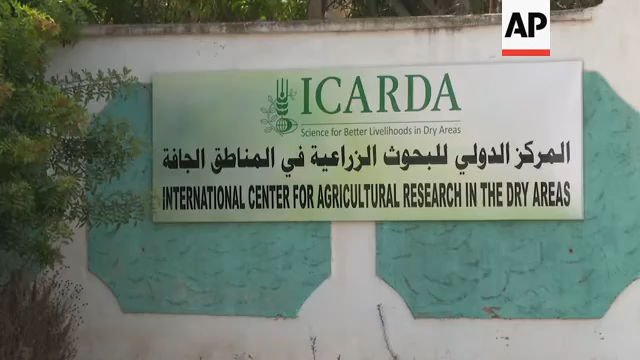 AP
ICARDA
Science for Better Livelihoods in Dry Areas
المركز الدولي للبحوث الزراعية في المناطق الجافة
INTERNATIONAL CENTER FOR AGRICULTURAL RESEARCH IN THE DRY AREAS